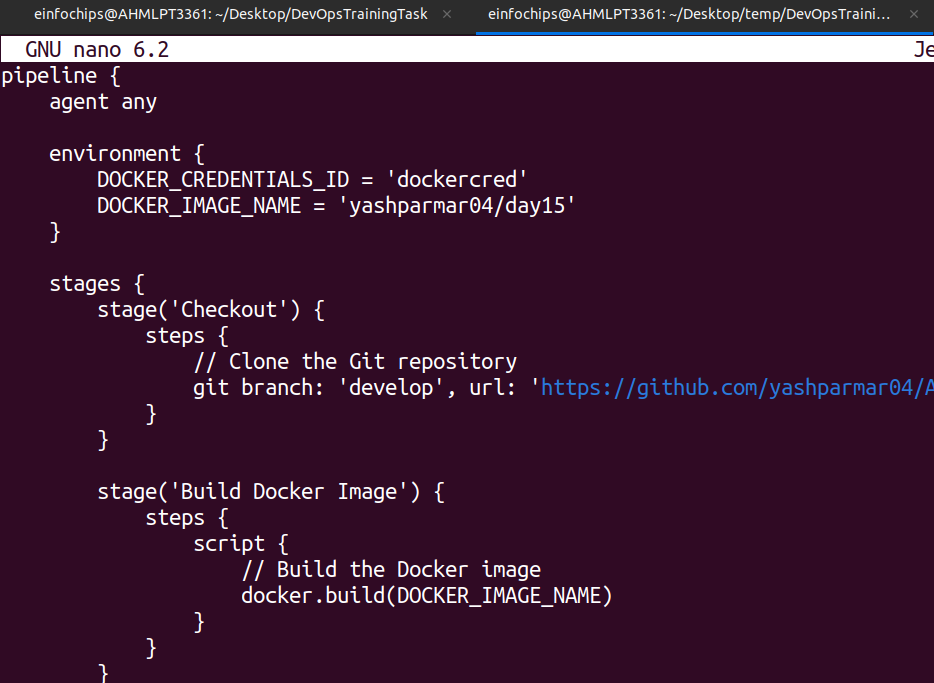 einfochips@AHMLPT3361: ~/Desktop/DevOpsTrainingTask × einfochips@AHMLPT3361: ~/Desktop/temp/DevOpsTraini... ×
GNU nano 6.2 Je
pipeline {
    agent any

    environment {
        DOCKER_CREDENTIALS_ID = 'dockercred'
        DOCKER_IMAGE_NAME = 'yashparmar04/day15'
    }

    stages {
        stage('Checkout') {
            steps {
                // Clone the Git repository
                git branch: 'develop', url: 'https://github.com/yashparmar04/A
            }
        }

        stage('Build Docker Image') {
            steps {
                script {
                    // Build the Docker image
                    docker.build(DOCKER_IMAGE_NAME)
                }
            }
        }